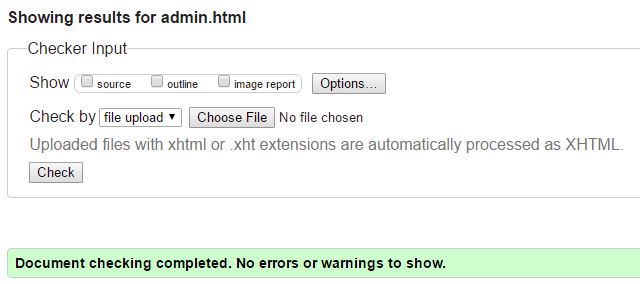 Showing results for admin.html
Checker Input
Show source outline image report Options...
Check by file upload Choose File No file chosen
Uploaded files with xhtml or .xht extensions are automatically processed as XHTML.
Check
Document checking completed. No errors or warnings to show.